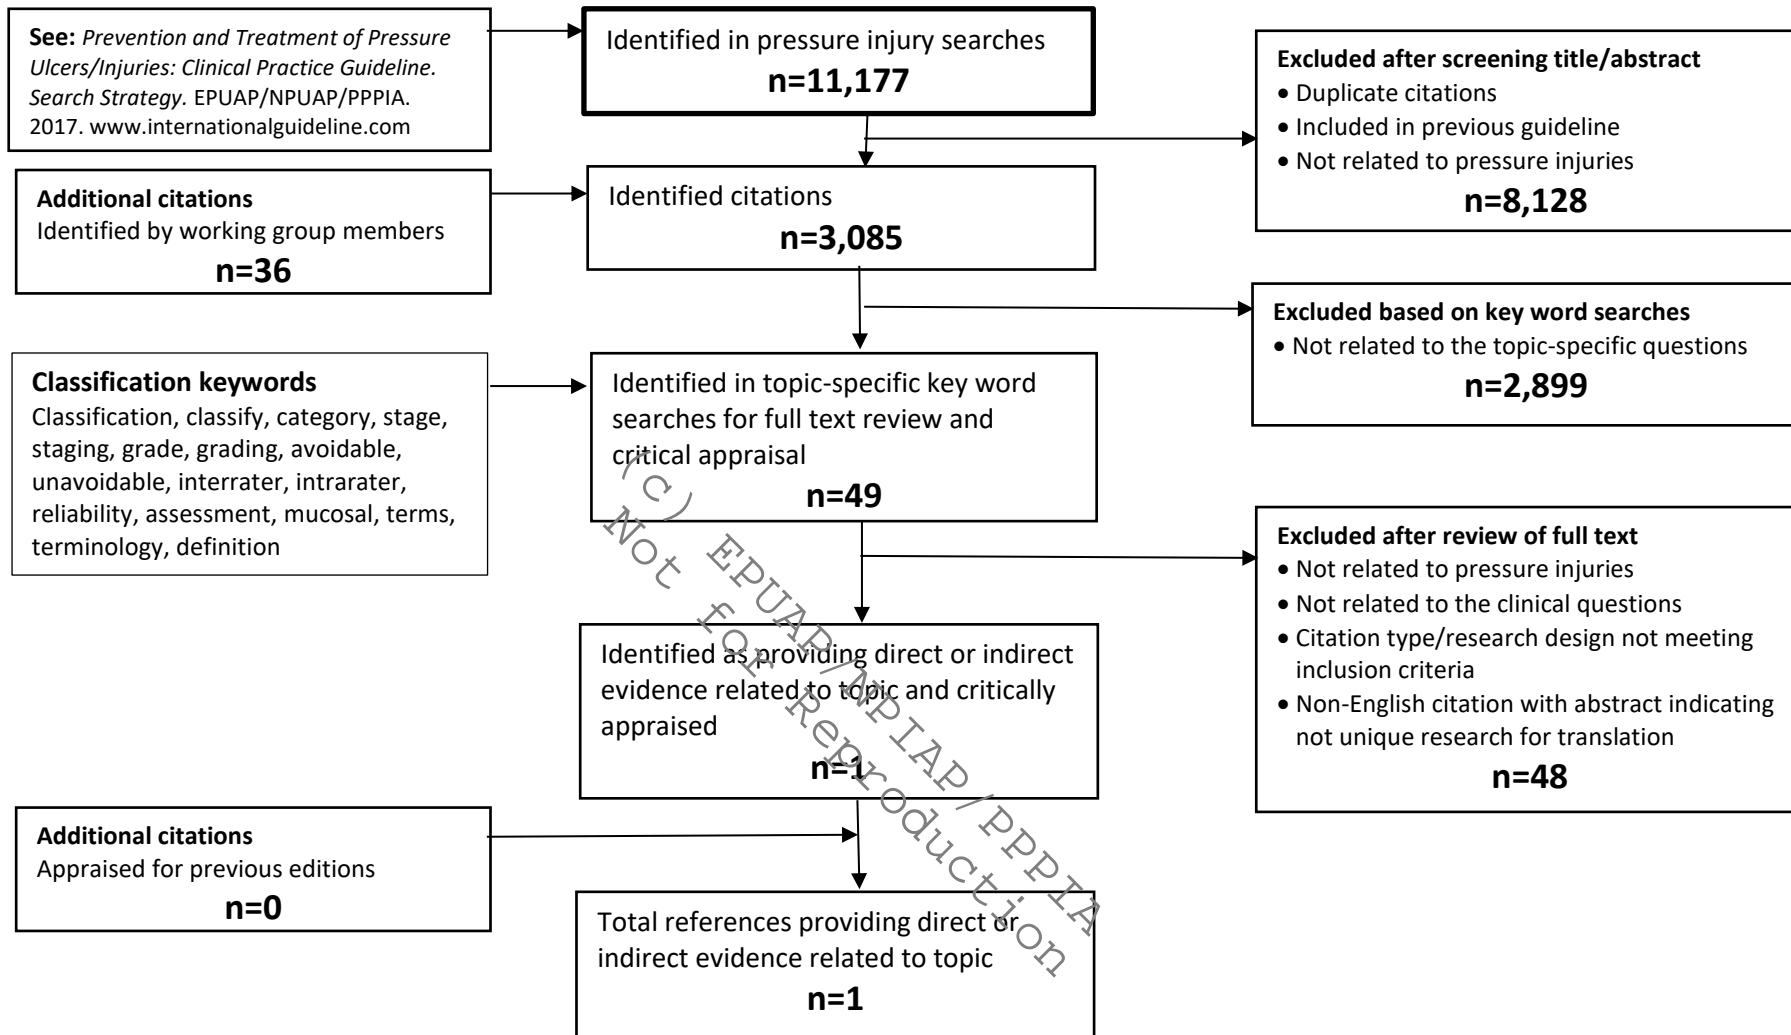 See: Prevention and Treatment of Pressure
Ulcers/Injuries: Clinical Practice Guideline.
Search Strategy. EPUAP/NPUAP/PPPIA.
2017. www.internationalguideline.com
Identified in pressure injury searches
n=11,177
Excluded after screening title/abstract
• Duplicate citations
• Included in previous guideline
• Not related to pressure injuries
n=8,128
Additional citations
Identified by working group members
n=36
Identified citations
n=3,085
Excluded based on key word searches
• Not related to the topic-specific questions
n=2,899
Classification keywords
Classification, classify, category, stage,
staging, grade, grading, avoidable,
unavoidable, interrater, intrarater,
reliability, assessment, mucosal, terms,
terminology, definition
Identified in topic-specific key word
searches for full text review and
critical appraisal
n=49
Excluded after review of full text
• Not related to pressure injuries
• Not related to the clinical questions
• Citation type/research design not meeting
inclusion criteria
• Non-English citation with abstract indicating
not unique research for translation
n=48
Identified as providing direct or indirect
evidence related to topic and critically
appraised
n=1
Additional citations
Appraised for previous editions
n=0
Total references providing direct or
indirect evidence related to topic
n=1
(c) EPUAP/NPIAP/PPPIA
Not for Reproduction